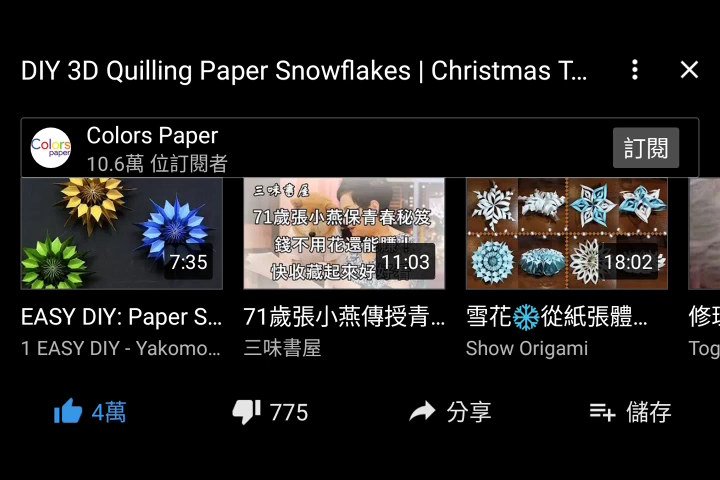 DIY 3D Quilling Paper Snowflakes | Christmas T...
Colors Paper
Colors
paper
10.6萬 位訂閱者
訂閱
7:35
三味書屋
71歲張小燕保青春秘笈
錢不用花還能
快收藏起來好
11:03
18:02
EASY DIY: Paper S...
71歲張小燕傳授青...
雪花❄從紙張體...
1 EASY DIY - Yakomo...
三味書屋
Show Origami
Tog
4萬
775
分享
儲存